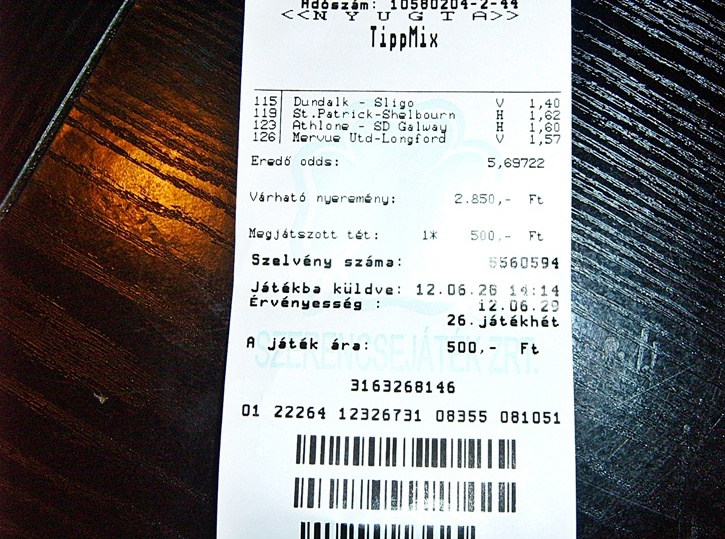 Adószám: 10580204-2-44
<<NYUGTA>>
TippMix
115 Dundalk - Sligo V 1,40
119 St.Patrick-Shelbourn H 1,62
123 Athlone - SD Galway H 1,60
126 Mervue Utd-Longford V 1,57
Eredő odds: 5,69722
Várható nyeremény: 2.850,- Ft
Megjátszott tét: 1* 500,- Ft
Szelvény száma: 5560594
Játékba küldve: 12.06.28 14:14
Érvényesség : 12.06.29
26.játékhét
SZERENCSEJÁTÉK ZRT.
A játék ára: 500,- Ft
3163268146
01 22264 12326731 08355 081051